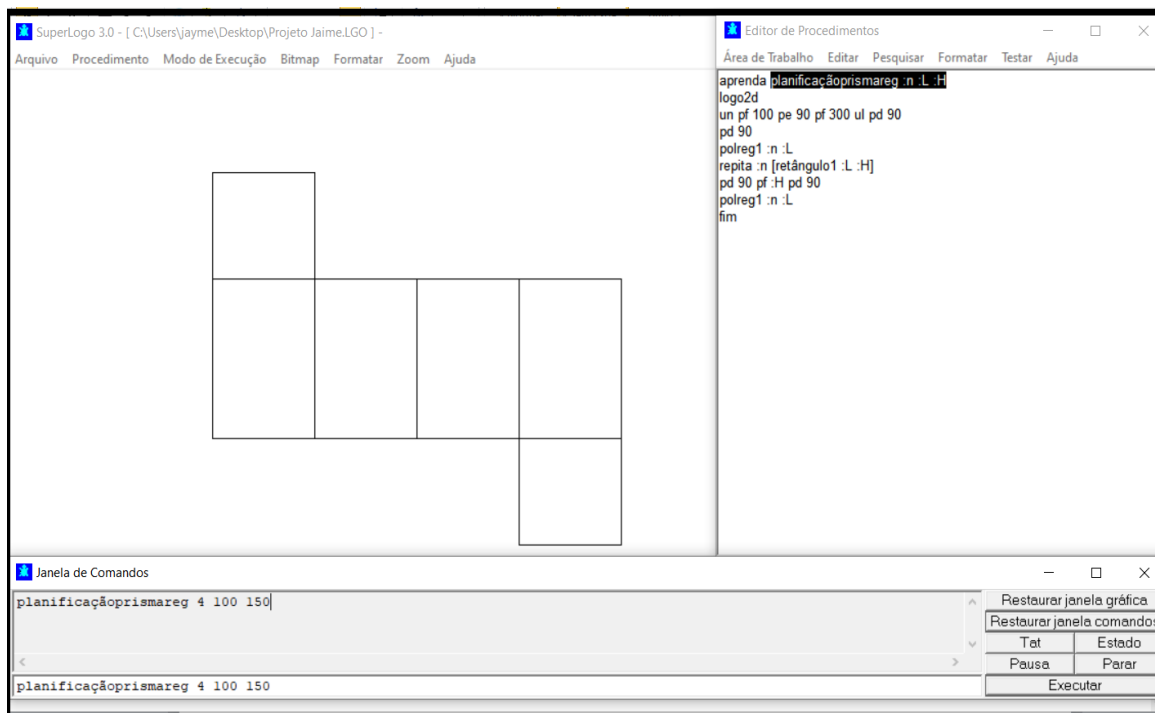 SuperLogo 3.0 - [ C:\Users\jayme\Desktop\Projeto Jaime.LGO ] -
Arquivo Procedimento Modo de Execução Bitmap Formatar Zoom Ajuda
Editor de Procedimentos
Área de Trabalho Editar Pesquisar Formatar Testar Ajuda
aprenda planificaçãoprismareg :n :L :H
logo2d
un pf 100 pe 90 pf 300 ul pd 90
pd 90
polreg1 :n :L
repita :n [retângulo1 :L :H]
pd 90 pf :H pd 90
polreg1 :n :L
fim
Janela de Comandos
planificaçãoprismareg 4 100 150
planificaçãoprismareg 4 100 150
Restaurar janela gráfica
Restaurar janela comandos
Tat Estado
Pausa Parar
Executar